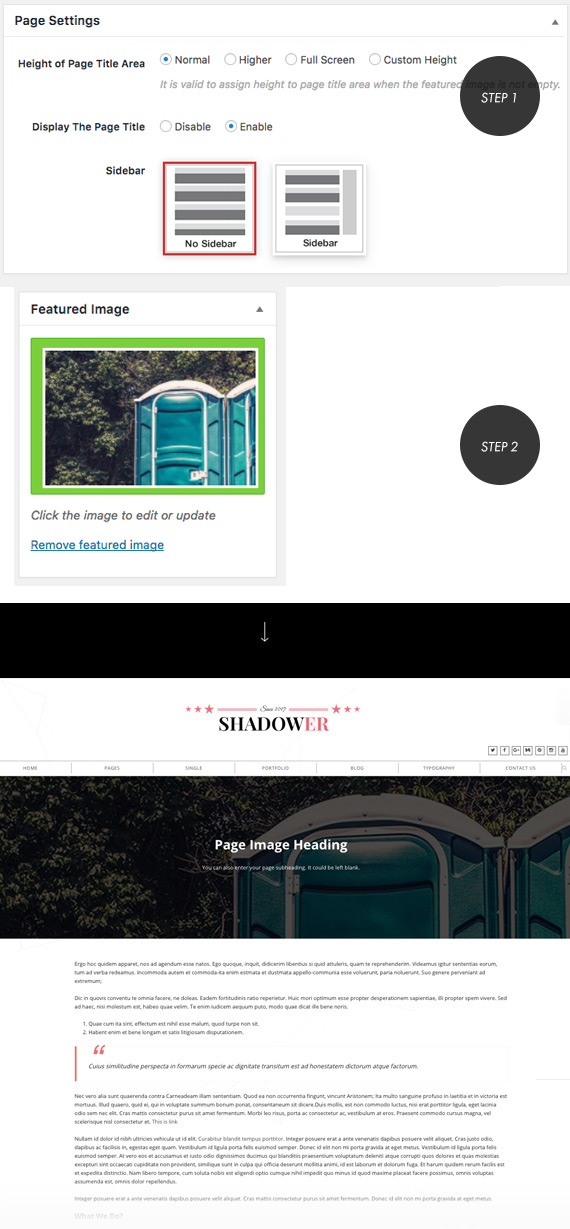 Page Settings
Height of Page Title Area
Normal
Higher
Full Screen
Custom Height
It is valid to assign height to page title area when the featured image is not empty.
STEP 1
Display The Page Title
Disable
Enable
Sidebar
No Sidebar
Sidebar
Featured Image
Click the image to edit or update
Remove featured image
STEP 2
Since 2017
SHADOWER
HOME
PAGES
SINGLE
PORTFOLIO
BLOG
TYPOGRAPHY
CONTACT US
Page Image Heading
You can also enter your page subheading. It could be left blank.
Ergo hoc quidem apparet, nos ad agendum esse natos. Ego quoque, inquit, didicerim libentius si quid attuleris, quam te reprehenderim. Videamus igitur sententias eorum,
tum ad verba redeamus. Incommoda autem et commoda-ita enim estmata et dustmata appello-communia esse voluerunt, paria noluerunt. Suo genere perveniant ad
extremum;
Dic in quovis conventu te omnia facere, ne doleas. Eadem fortitudinis ratio reperietur. Huic mori optimum esse propter desperationem sapientiae, illi propter spem vivere. Sed
ad haec, nisi molestum est, habeo quae velim. Te enim iudicem aequum puto, modo quae dicat ille bene noris.
1. Quae cum ita sint, effectum est nihil esse malum, quod turpe non sit.
2. Habent enim et bene longam et satis litigiosam disputationem.
“
Cuius similitudine perspecta in formarum specie ac dignitate transitum est ad honestatem dictorum atque factorum.
Nec vero alia sunt quaerenda contra Carneadeam illam sententiam. Quod ea non occurrentia fingunt, vincunt Aristonem; Ita multo sanguine profuso in laetitia et in victoria est
mortuus. Illud quaero, quid ei, qui in voluptate summum bonum ponat, consentaneum sit dicere.Duis mollis, est non commodo luctus, nisi erat porttitor ligula, eget lacinia
odio sem nec elit. Cras mattis consectetur purus sit amet fermentum. Morbi leo risus, porta ac consectetur ac, vestibulum at eros. Praesent commodo cursus magna, vel
scelerisque nisl consectetur et. This is link
Nullam id dolor id nibh ultricies vehicula ut id elit. Curabitur blandit tempus porttitor. Integer posuere erat a ante venenatis dapibus posuere velit aliquet. Cras justo odio,
dapibus ac facilisis in, egestas eget quam. Vestibulum id ligula porta felis euismod semper. Donec id elit non mi porta gravida at eget metus. Vestibulum id ligula porta felis
euismod semper. At vero eos et accusamus et iusto odio dignissimos ducimus qui blanditiis praesentium voluptatum deleniti atque corrupti quos dolores et quas molestias
excepturi sint occaecati cupiditate non provident, similique sunt in culpa qui officia deserunt mollitia animi, id est laborum et dolorum fuga. Et harum quidem rerum facilis est
et expedita distinctio. Nam libero tempore, cum soluta nobis est eligendi optio cumque nihil impedit quo minus id quod maxime placeat facere possimus, omnis voluptas
assumenda est, omnis dolor repellendus.
Integer posuere erat a ante venenatis dapibus posuere velit aliquet. Cras mattis consectetur purus sit amet fermentum. Donec id elit non mi porta gravida at eget metus.
What We Do?